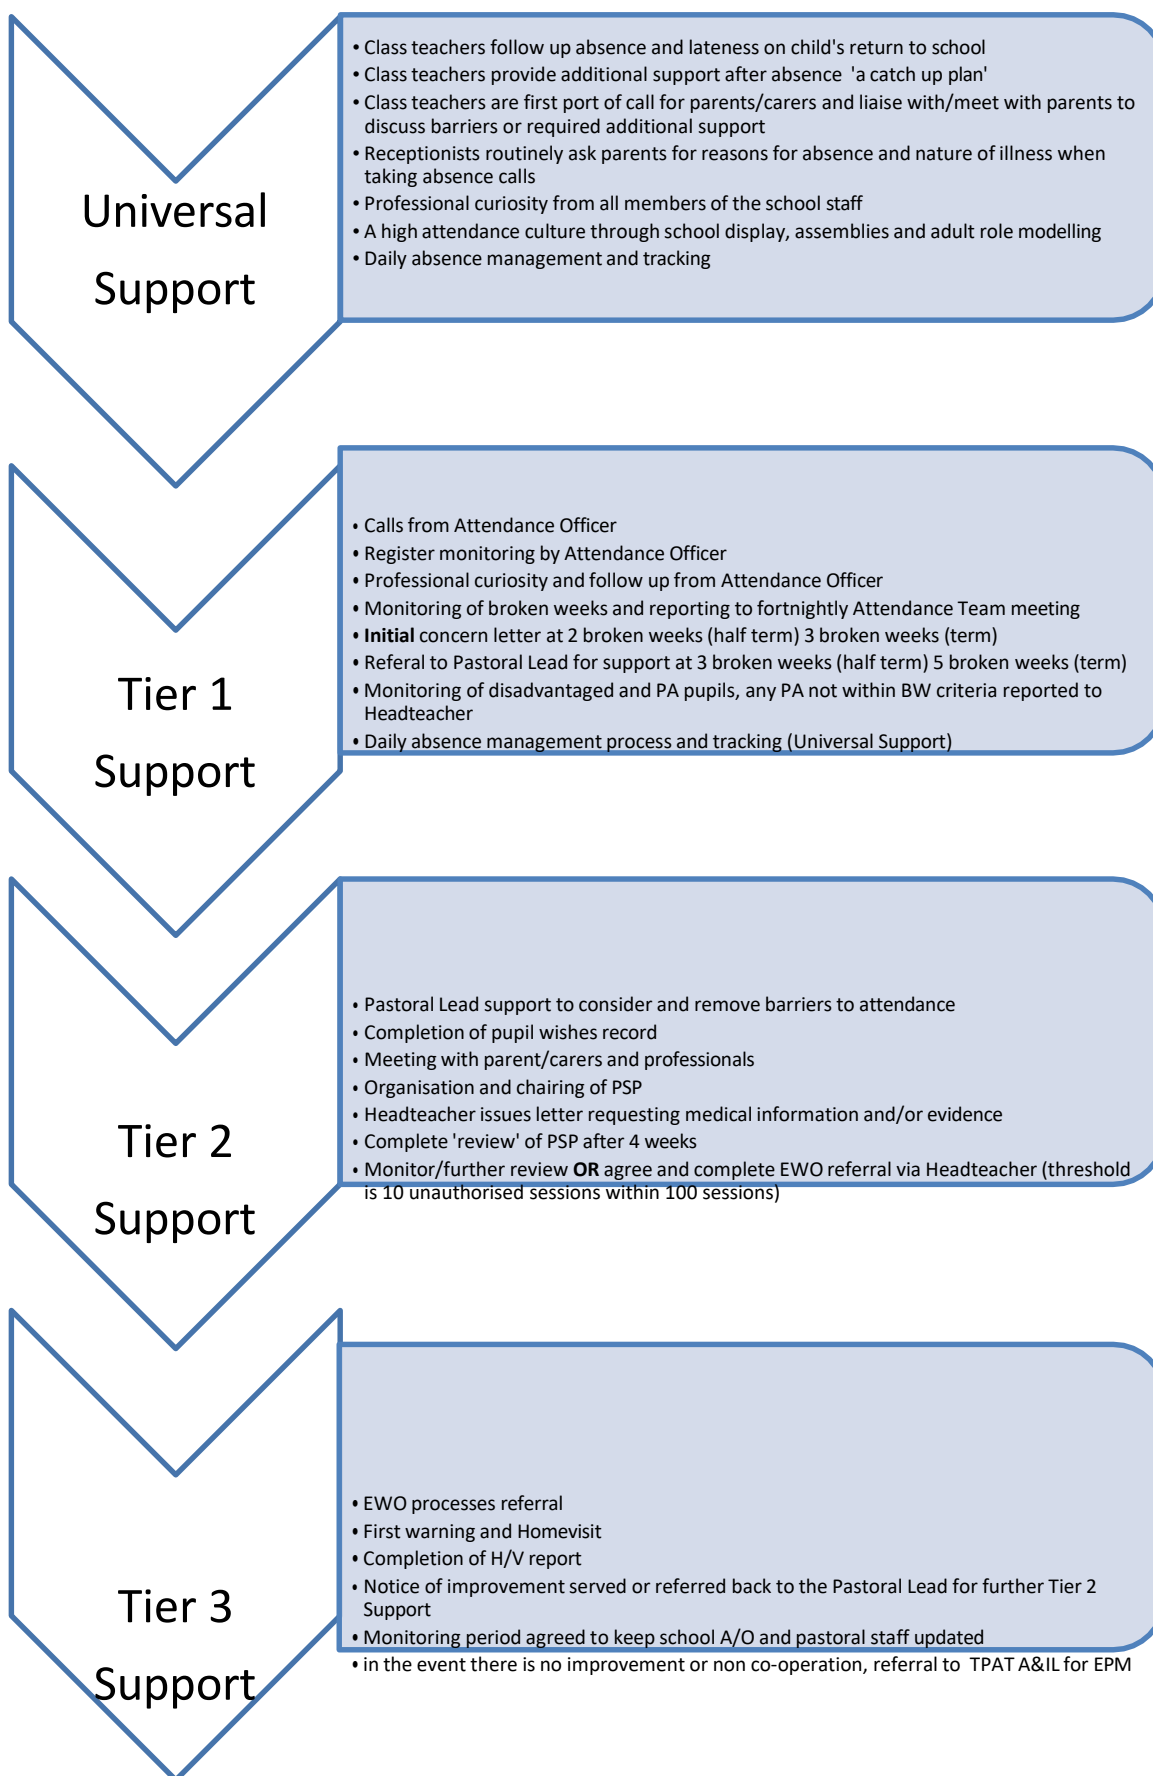 Universal
Support
• Class teachers follow up absence and lateness on child's return to school
• Class teachers provide additional support after absence 'a catch up plan'
• Class teachers are first port of call for parents/carers and liaise with/meet with parents to
discuss barriers or required additional support
• Receptionists routinely ask parents for reasons for absence and nature of illness when
taking absence calls
• Professional curiosity from all members of the school staff
• A high attendance culture through school display, assemblies and adult role modelling
• Daily absence management and tracking
Tier 1
Support
• Calls from Attendance Officer
• Register monitoring by Attendance Officer
• Professional curiosity and follow up from Attendance Officer
• Monitoring of broken weeks and reporting to fortnightly Attendance Team meeting
• Initial concern letter at 2 broken weeks (half term) 3 broken weeks (term)
• Referal to Pastoral Lead for support at 3 broken weeks (half term) 5 broken weeks (term)
• Monitoring of disadvantaged and PA pupils, any PA not within BW criteria reported to
Headteacher
• Daily absence management process and tracking (Universal Support)
Tier 2
Support
• Pastoral Lead support to consider and remove barriers to attendance
• Completion of pupil wishes record
• Meeting with parent/carers and professionals
• Organisation and chairing of PSP
• Headteacher issues letter requesting medical information and/or evidence
• Complete 'review' of PSP after 4 weeks
• Monitor/further review OR agree and complete EWO referral via Headteacher (threshold
is 10 unauthorised sessions within 100 sessions)
Tier 3
Support
• EWO processes referral
• First warning and Homevisit
• Completion of H/V report
• Notice of improvement served or referred back to the Pastoral Lead for further Tier 2
Support
• Monitoring period agreed to keep school A/O and pastoral staff updated
• in the event there is no improvement or non co-operation, referral to TPAT A&IL for EPM